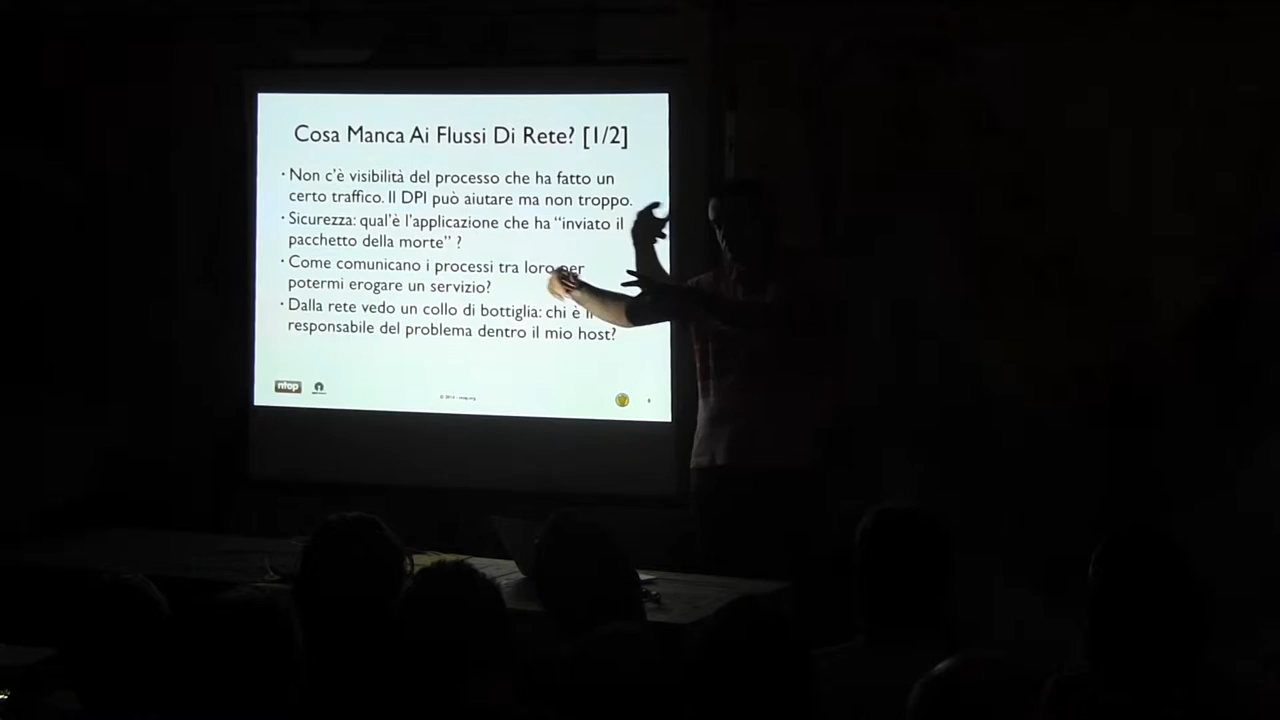 Cosa Manca Ai Flussi Di Rete? [1/2]
· Non c'è visibilità del processo che ha fatto un
certo traffico. Il DPI può aiutare ma non troppo.
· Sicurezza: qual'è l'applicazione che ha “inviato il
pacchetto della morte” ?
· Come comunicano i processi tra loro per
potermi erogare un servizio?
· Dalla rete vedo un collo di bottiglia: chi è il
responsabile del problema dentro il mio host?
ntop
© 2014 - ntop.org